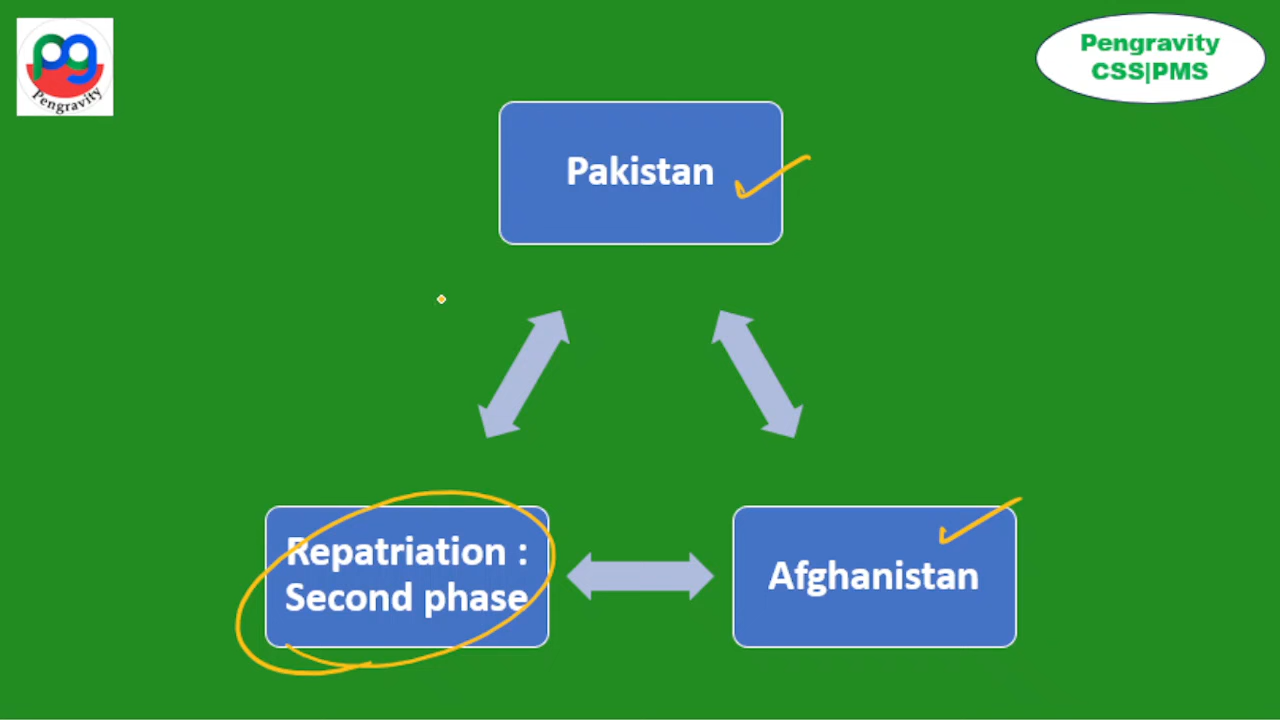 pg
Pengravity
Pengravity
CSS|PMS
Pakistan
Repatriation :
Second phase
Afghanistan